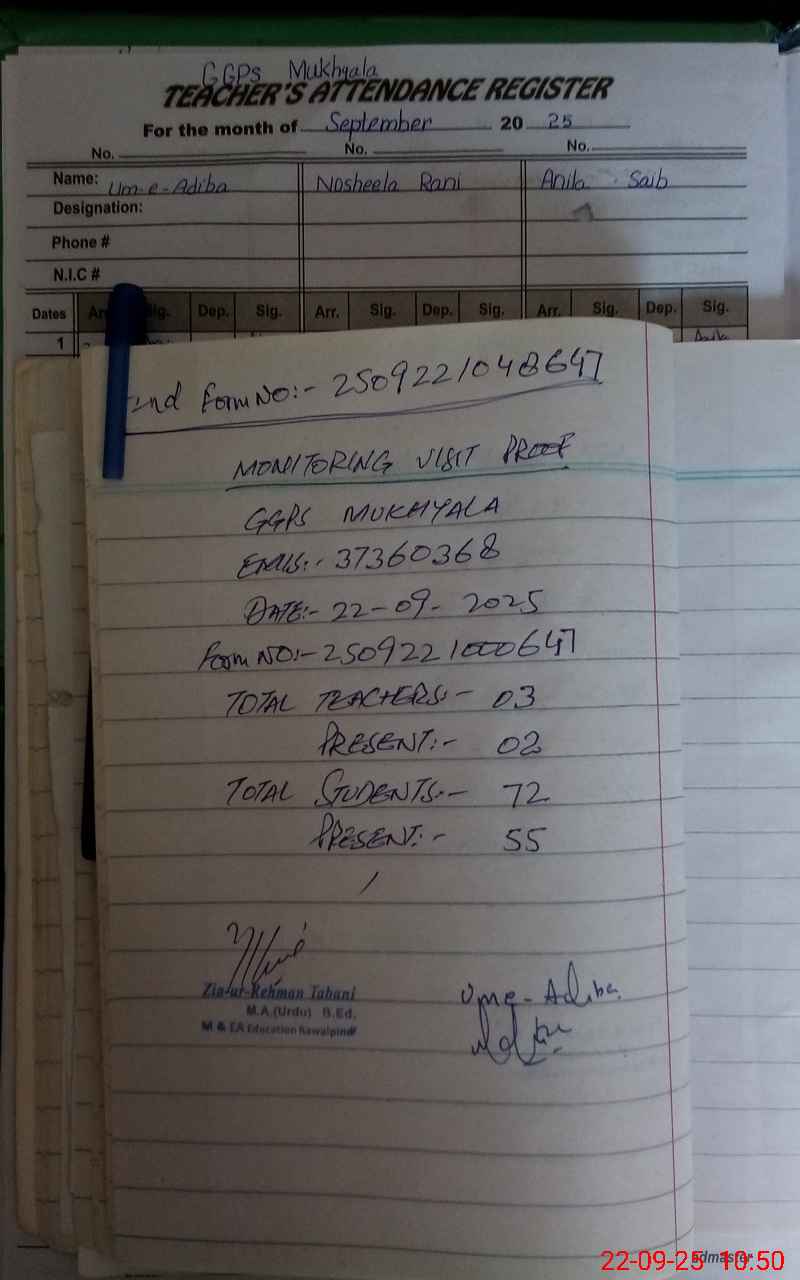 GGPS Mukhyala
TEACHER'S ATTENDANCE REGISTER
For the month of September 20 25
No. No. No.
Name: Um-e-Adiba Nosheela Rani Anila Saib
Designation:
Phone #
N.I.C #
Dates Arr. Sig. Dep. Sig. Arr. Sig. Dep. Sig. Arr. Sig. Dep. Sig.
1
2nd Form NO:- 2509221048647
MONITORING VISIT PROOF
GGPS MUKHYALA
EMIS:- 37360368
DATE:- 22-09-2025
Form NO:- 2509221000647
TOTAL TEACHERS:- 03
PRESENT:- 02
TOTAL STUDENTS:- 72
PRESENT:- 55
Zia-ur-Rehman Tabani
M.A.(Urdu) B.Ed.
M & EA Education Rawalpindi
Ume-Adiba
22-09-25 10:50